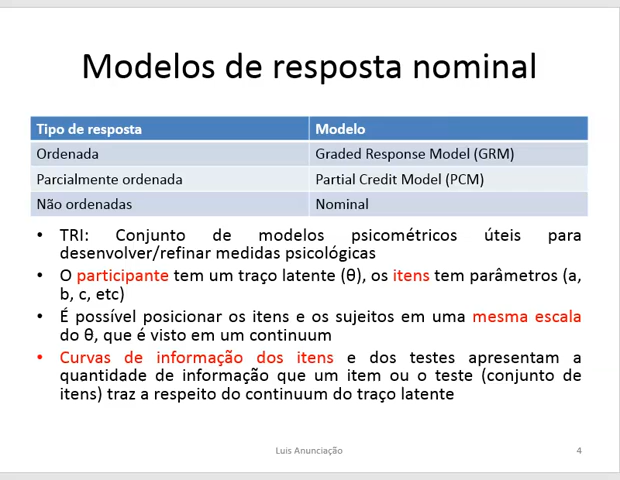 Modelos de resposta nominal
Tipo de resposta Modelo
Ordenada Graded Response Model (GRM)
Parcialmente ordenada Partial Credit Model (PCM)
Não ordenadas Nominal
• TRI: Conjunto de modelos psicométricos úteis para
desenvolver/refinar medidas psicológicas
• O participante tem um traço latente (θ), os itens tem parâmetros (a,
b, c, etc)
• É possível posicionar os itens e os sujeitos em uma mesma escala
do θ, que é visto em um continuum
• Curvas de informação dos itens e dos testes apresentam a
quantidade de informação que um item ou o teste (conjunto de
itens) traz a respeito do continuum do traço latente
Luis Anunciação 4